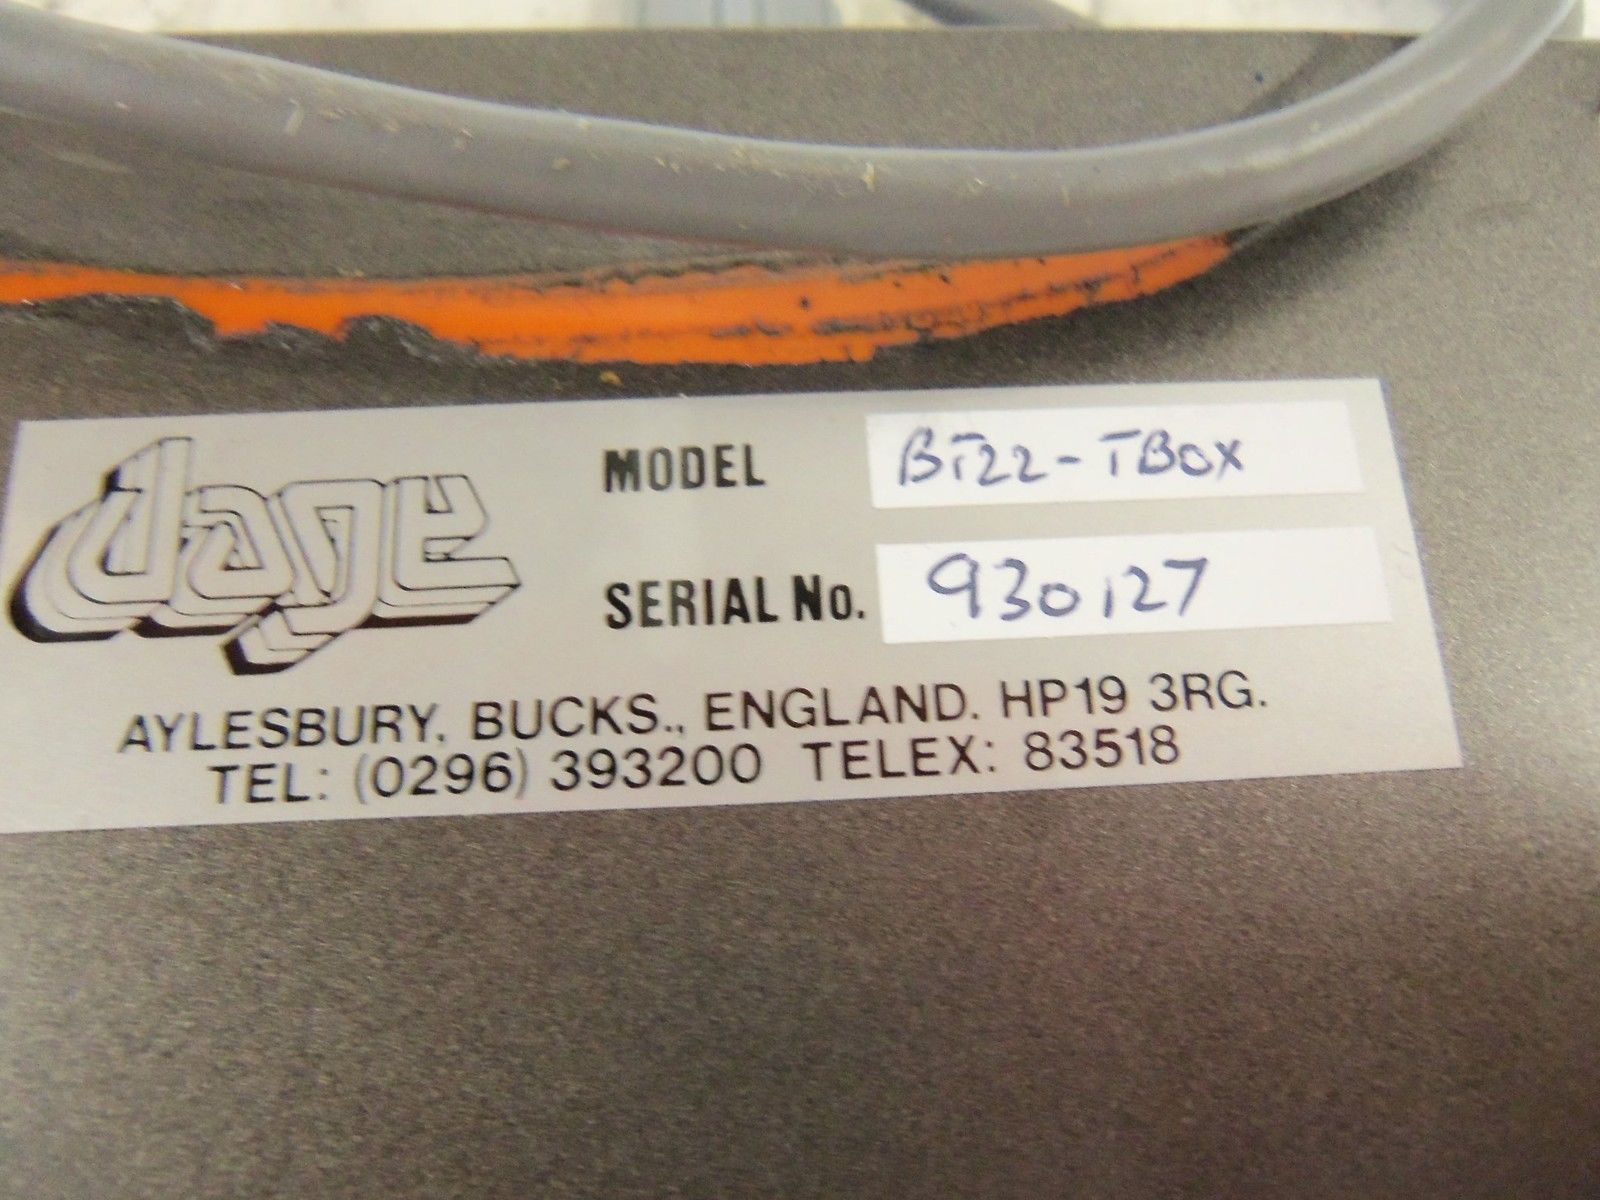 dage
MODEL BT22-TBOX
SERIAL No. 930127
AYLESBURY, BUCKS., ENGLAND. HP19 3RG.
TEL: (0296) 393200 TELEX: 83518